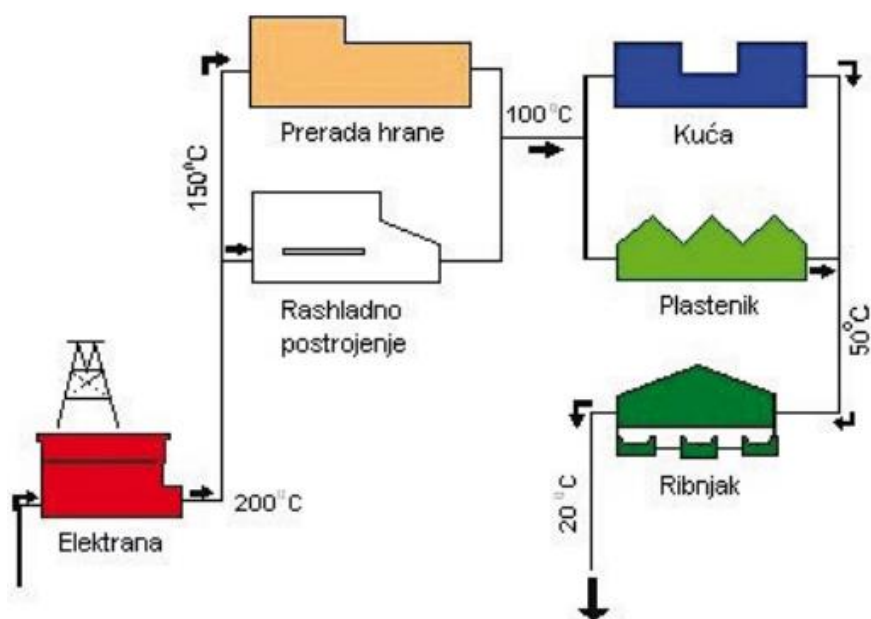 Prerada hrane
150°C
100°C
Kuća
Rashladno
postrojenje
Plastenik
50°C
Elektrana
200°C
Ribnjak
20°C